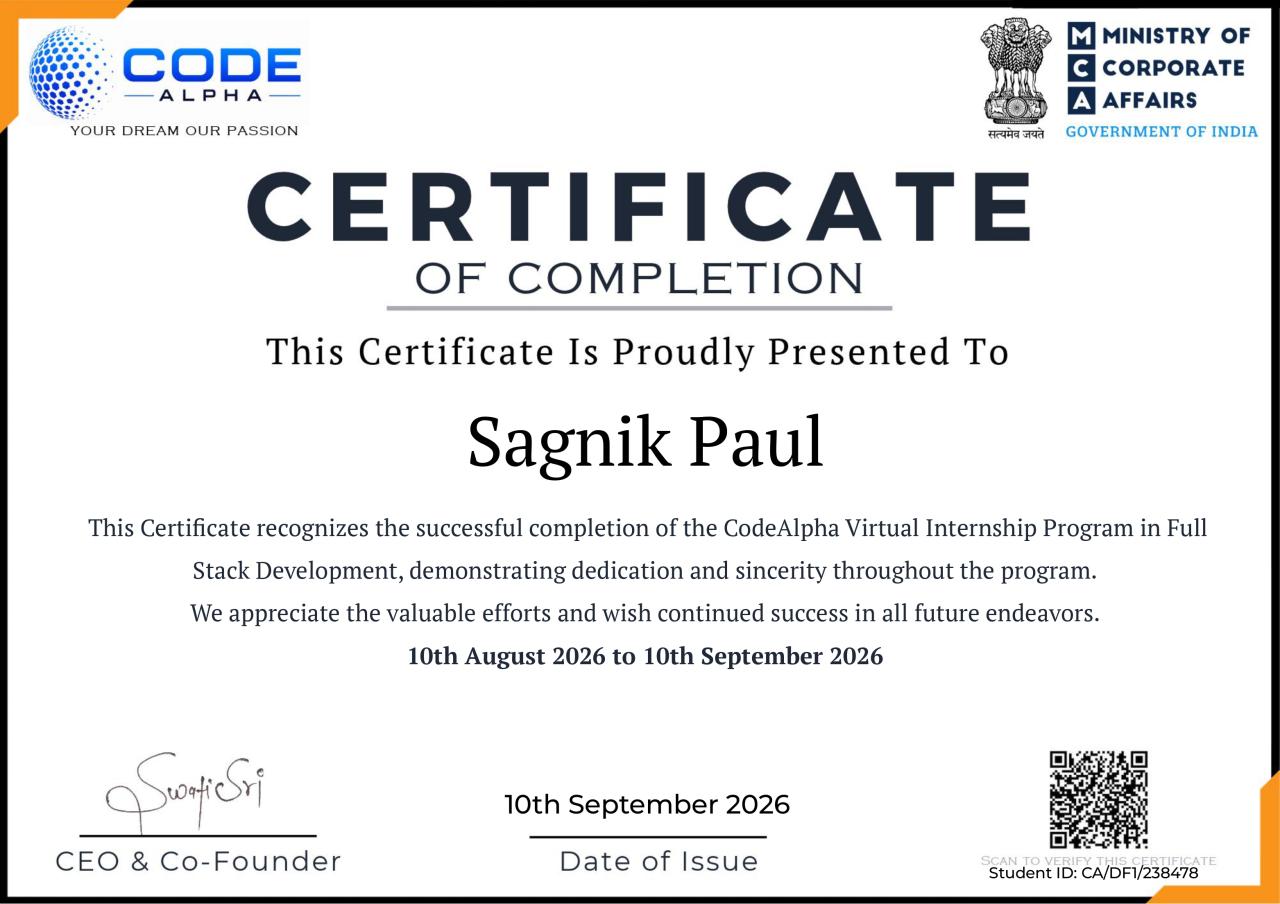 CODE
ALPHA
YOUR DREAM OUR PASSION
सत्यमेव जयते
M MINISTRY OF
C CORPORATE
A AFFAIRS
GOVERNMENT OF INDIA
CERTIFICATE
OF COMPLETION
This Certificate Is Proudly Presented To
Sagnik Paul
This Certificate recognizes the successful completion of the CodeAlpha Virtual Internship Program in Full
Stack Development, demonstrating dedication and sincerity throughout the program.
We appreciate the valuable efforts and wish continued success in all future endeavors.
10th August 2026 to 10th September 2026
SwatiSri
CEO & Co-Founder
10th September 2026
Date of Issue
SCAN TO VERIFY THIS CERTIFICATE
Student ID: CA/DF1/238478